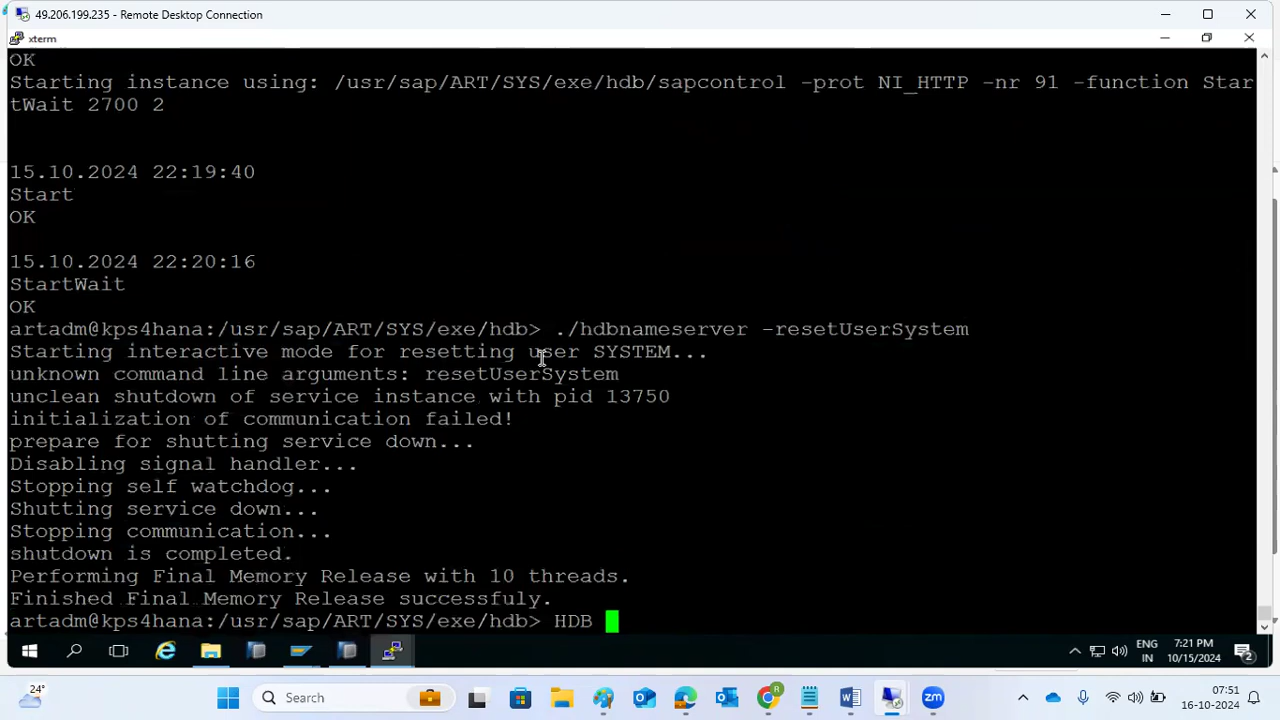 49.206.199.235 - Remote Desktop Connection
xterm
OK
Starting instance using: /usr/sap/ART/SYS/exe/hdb/sapcontrol -prot NI_HTTP -nr 91 -function Star
tWait 2700 2
15.10.2024 22:19:40
Start
OK
15.10.2024 22:20:16
StartWait
OK
artadm@kps4hana:/usr/sap/ART/SYS/exe/hdb> ./hdbnameserver -resetUserSystem
Starting interactive mode for resetting user SYSTEM...
unknown command line arguments: resetUserSystem
unclean shutdown of service instance with pid 13750
initialization of communication failed!
prepare for shutting service down...
Disabling signal handler...
Stopping self watchdog...
Shutting service down...
Stopping communication...
shutdown is completed.
Performing Final Memory Release with 10 threads.
Finished Final Memory Release successfuly.
artadm@kps4hana:/usr/sap/ART/SYS/exe/hdb> HDB
ENG 7:21 PM
IN 10/15/2024 2
24° Search zm 07:51
16-10-2024